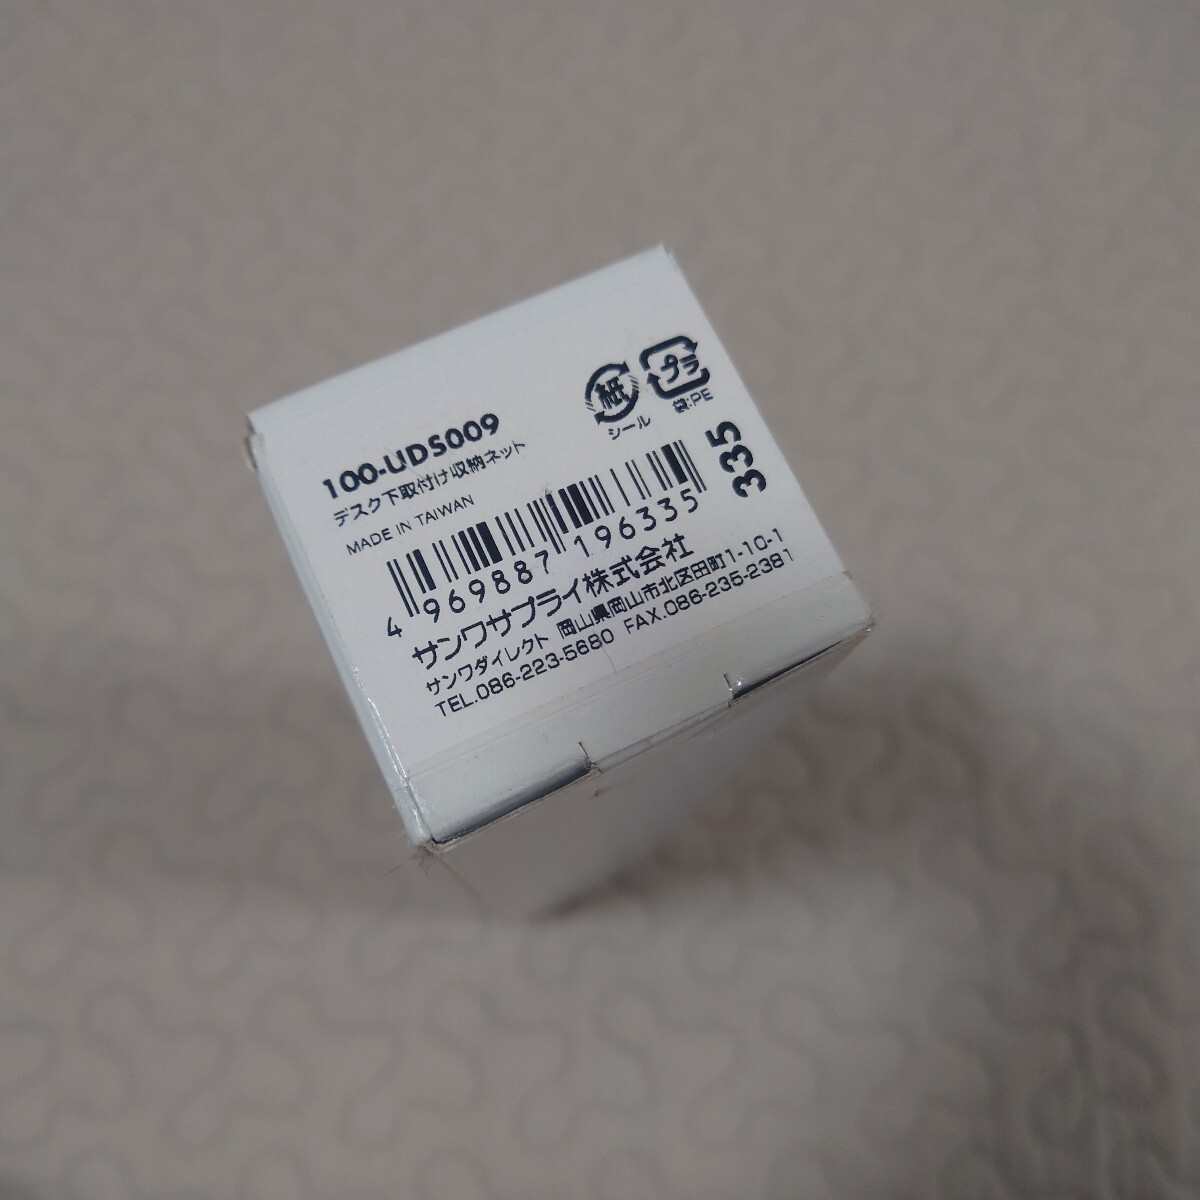 100-UDS009
デスク下取付け収納ネット
MADE IN TAIWAN
紙
シール
プラ
袋:PE
335
4 969887 196335
サンワサプライ株式会社
サンワダイレクト 岡山県岡山市北区田町1-10-1
TEL.086-223-5680 FAX.086-235-2381